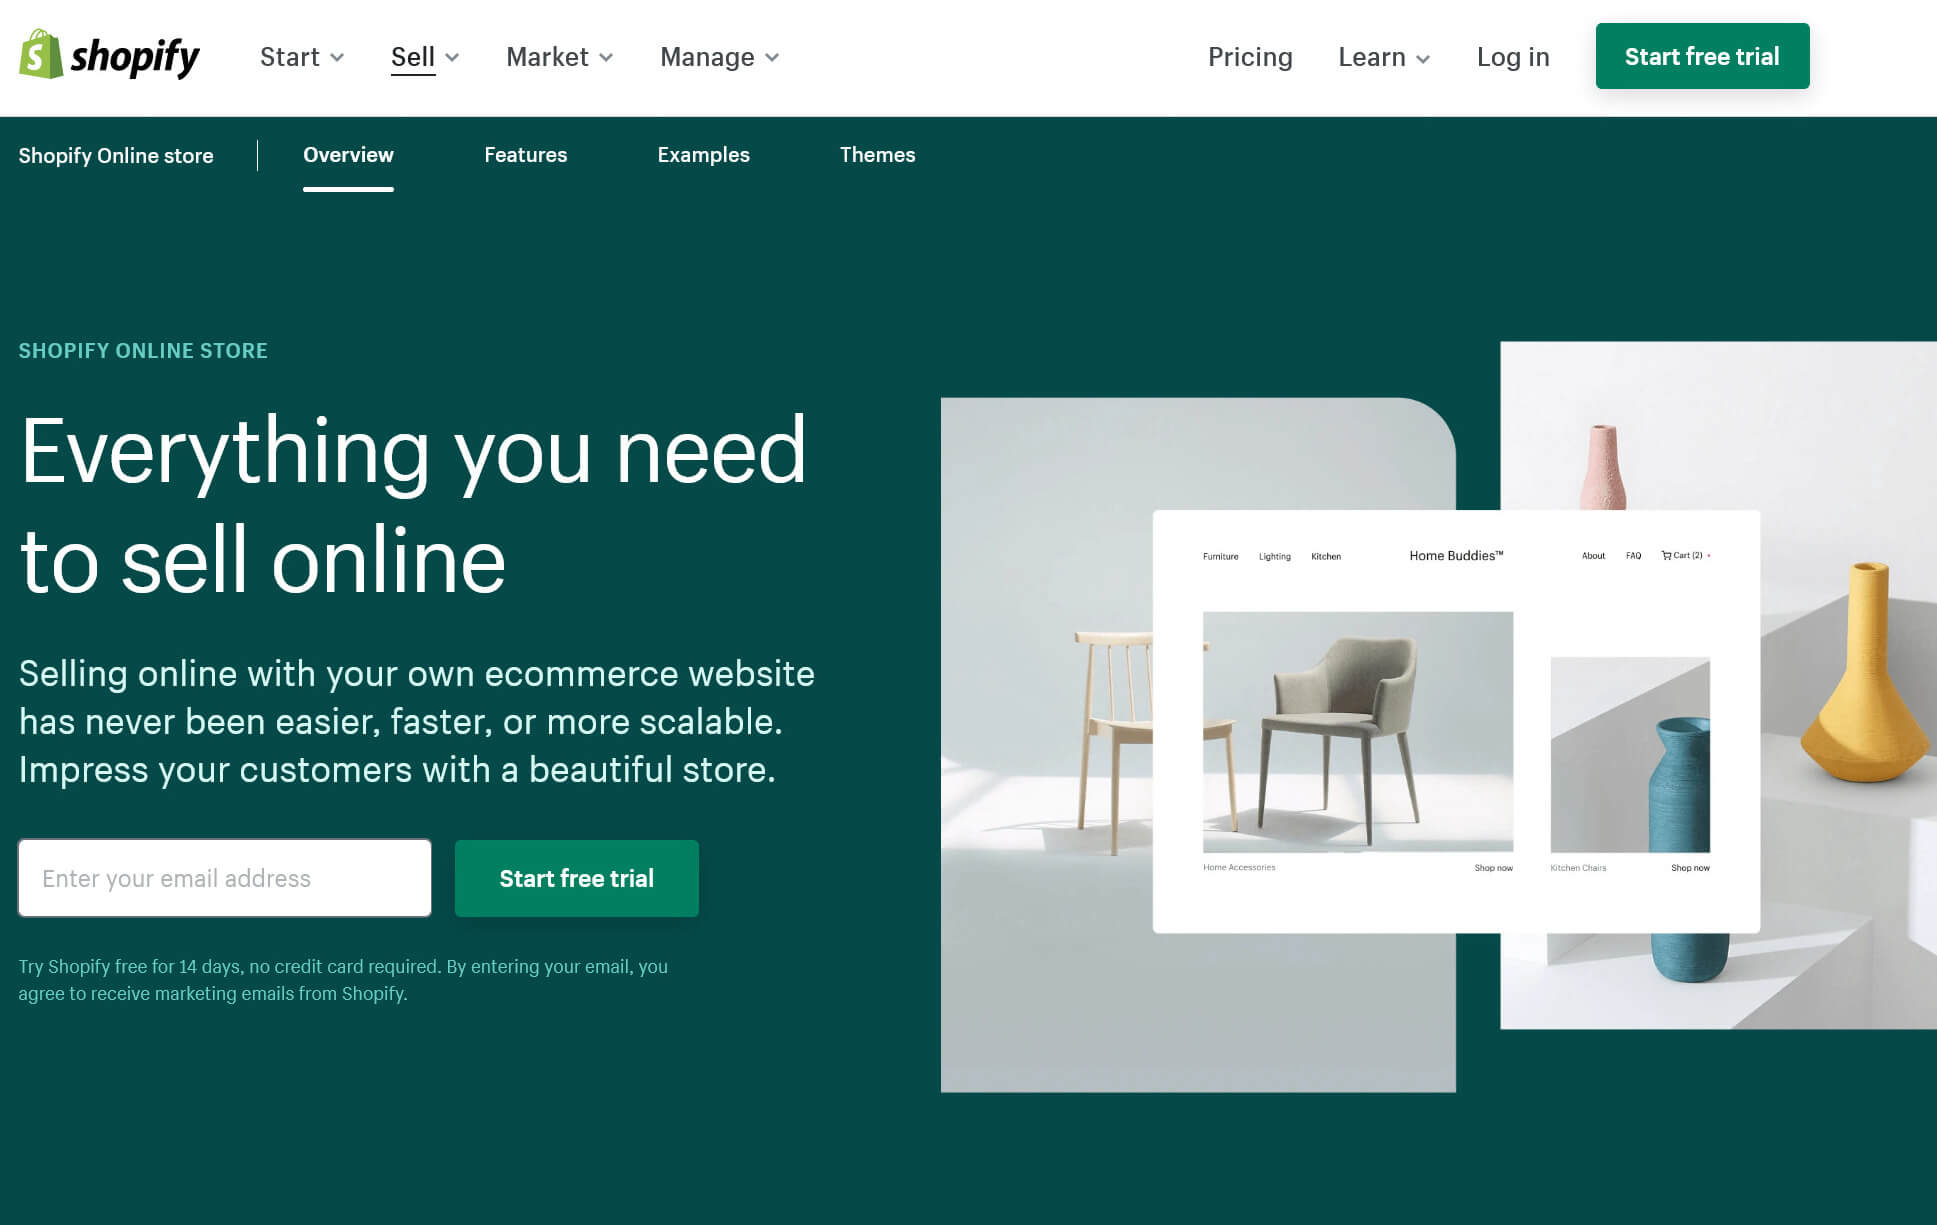 shopify
Start
Sell
Market
Manage
Pricing
Learn
Log in
Start free trial
Shopify Online store
Overview
Features
Examples
Themes
SHOPIFY ONLINE STORE
Everything you need
to sell online
Selling online with your own ecommerce website
has never been easier, faster, or more scalable.
Impress your customers with a beautiful store.
Enter your email address
Start free trial
Try Shopify free for 14 days, no credit card required. By entering your email, you
agree to receive marketing emails from Shopify.
Furniture
Lighting
Kitchen
Home Buddies™
About
FAQ
Cart (2)
Home Accessories
Shop now
Kitchen Chairs
Shop now